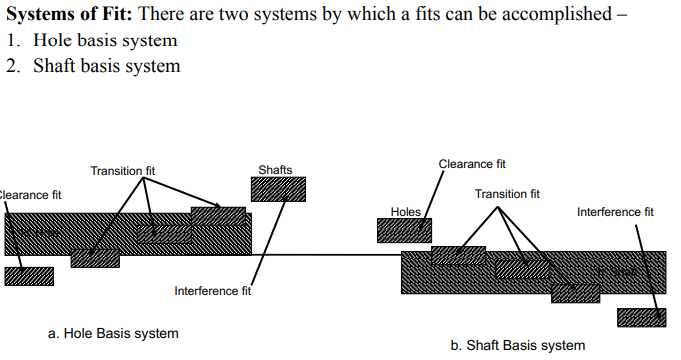 Systems of Fit: There are two systems by which a fits can be accomplished –
1. Hole basis system
2. Shaft basis system
Transition fit
Shafts
Clearance fit
Interference fit
a. Hole Basis system
Clearance fit
Transition fit
Interference fit
Holes
b. Shaft Basis system